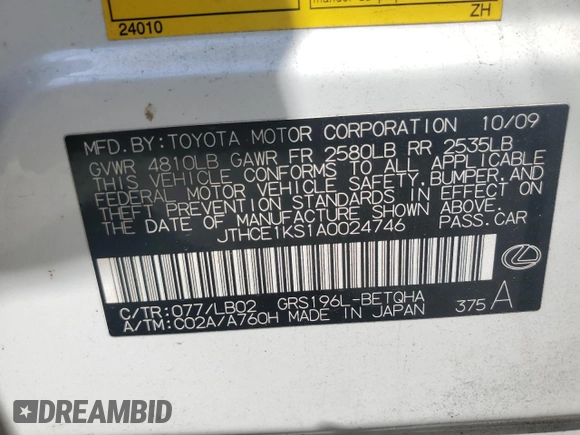 24010
ZH
MFD. BY: TOYOTA MOTOR CORPORATION 10/09
GVWR 4810LB GAWR FR 2580LB RR 2535LB
THIS VEHICLE CONFORMS TO ALL APPLICABLE
FEDERAL MOTOR VEHICLE SAFETY, BUMPER, AND
THEFT PREVENTION STANDARDS IN EFFECT ON
THE DATE OF MANUFACTURE SHOWN ABOVE.
JTHCE1KS1A0024746 PASS. CAR
C/TR: 077/LB02 GRS196L-BETQHA
A/TM: C02A/A760H MADE IN JAPAN 375 A
DREAMBID